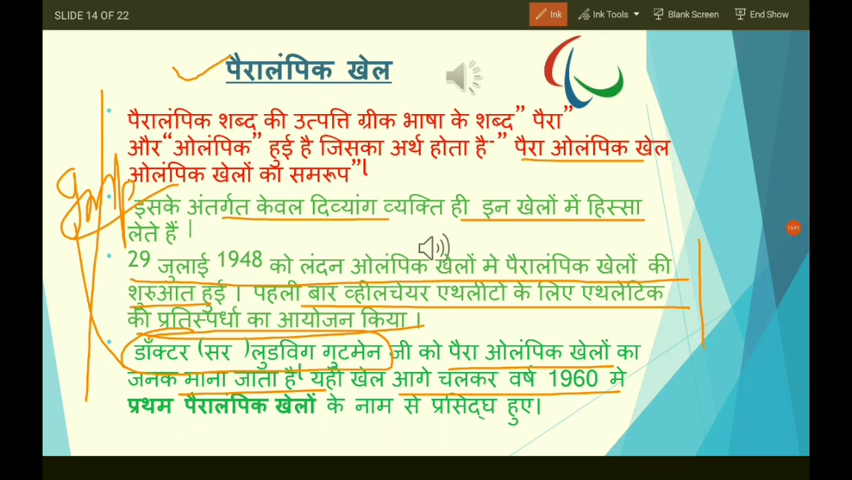 SLIDE 14 OF 22
Ink
Ink Tools
Blank Screen
End Show
पैरालंपिक खेल
पैरालंपिक शब्द की उत्पत्ति ग्रीक भाषा के शब्द” पैरा”
और“ओलंपिक” हुई है जिसका अर्थ होता है-” पैरा ओलंपिक खेल
ओलंपिक खेलों का समरूप”।
इसके अंतर्गत केवल दिव्यांग व्यक्ति ही इन खेलों में हिस्सा
लेते हैं |
29 जुलाई 1948 को लंदन ओलंपिक खेलों मे पैरालंपिक खेलों की
शुरुआत हुई । पहली बार व्हीलचेयर एथलीटो के लिए एथलेटिक
की प्रतिस्पर्धा का आयोजन किया ।
डॉक्टर (सर )लुडविग गुटमेन जी को पैरा ओलंपिक खेलों का
जनक माना जाता है। यही खेल आगे चलकर वर्ष 1960 मे
प्रथम पैरालंपिक खेलों के नाम से प्रसिद्घ हुए।
Imp